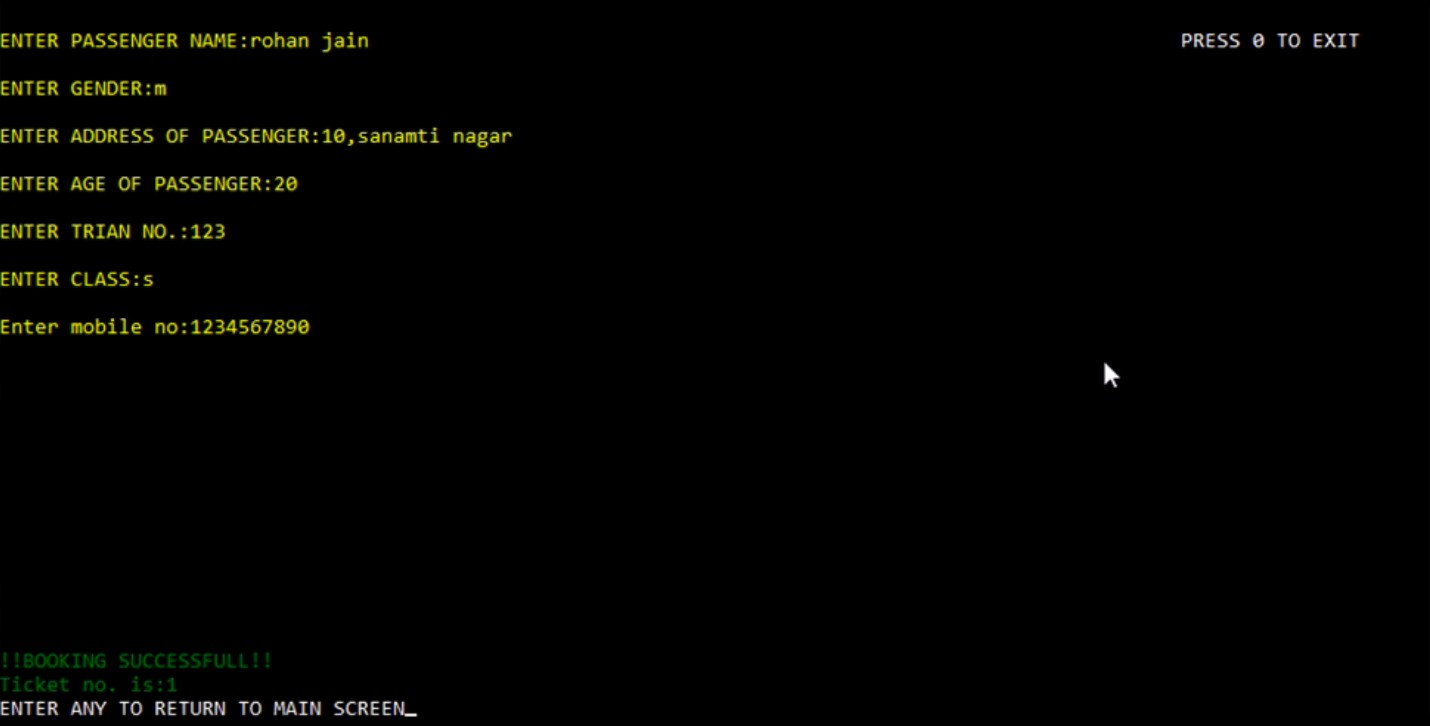 ENTER PASSENGER NAME:rohan jain PRESS 0 TO EXIT
ENTER GENDER:m
ENTER ADDRESS OF PASSENGER:10,sanamti nagar
ENTER AGE OF PASSENGER:20
ENTER TRIAN NO.:123
ENTER CLASS:s
Enter mobile no:1234567890
!!BOOKING SUCCESSFULL!!
Ticket no. is:1
ENTER ANY TO RETURN TO MAIN SCREEN_